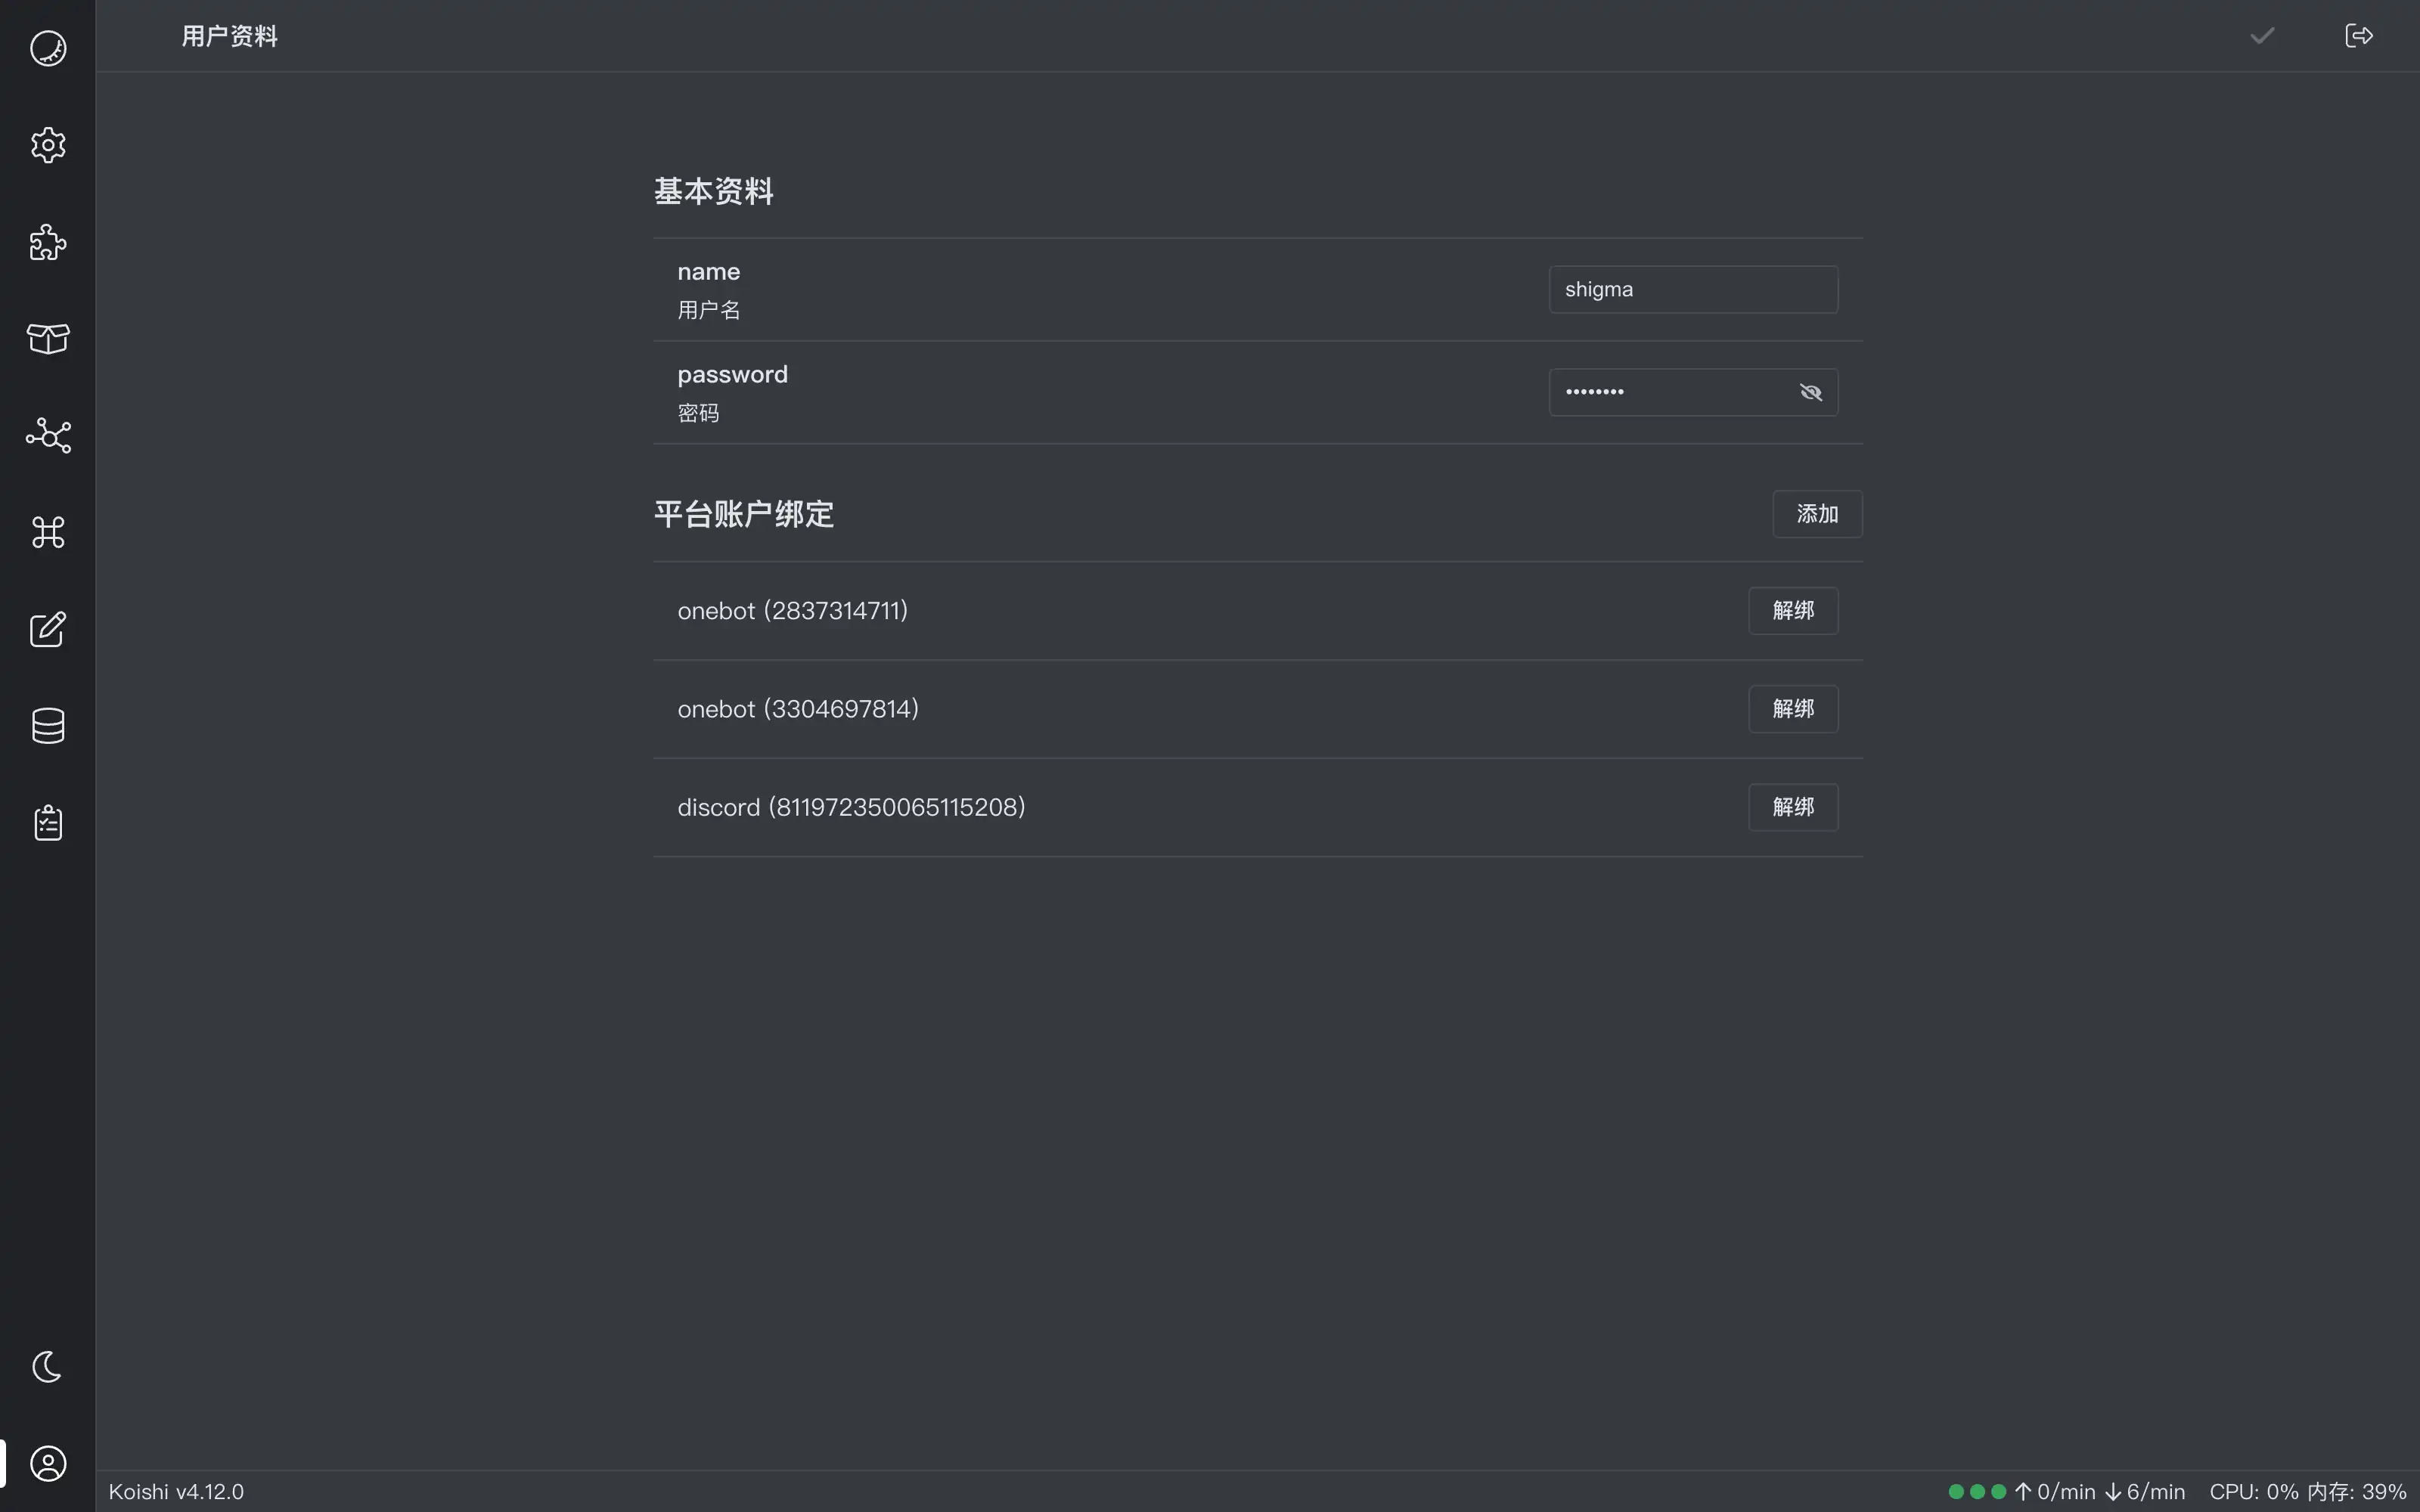 用户资料
基本资料
name
用户名
shigma
password
密码
••••••••
平台账户绑定
添加
onebot (2837314711)
解绑
onebot (3304697814)
解绑
discord (811972350065115208)
解绑
Koishi v4.12.0
↑ 0/min ↓ 6/min CPU: 0% 内存: 39%